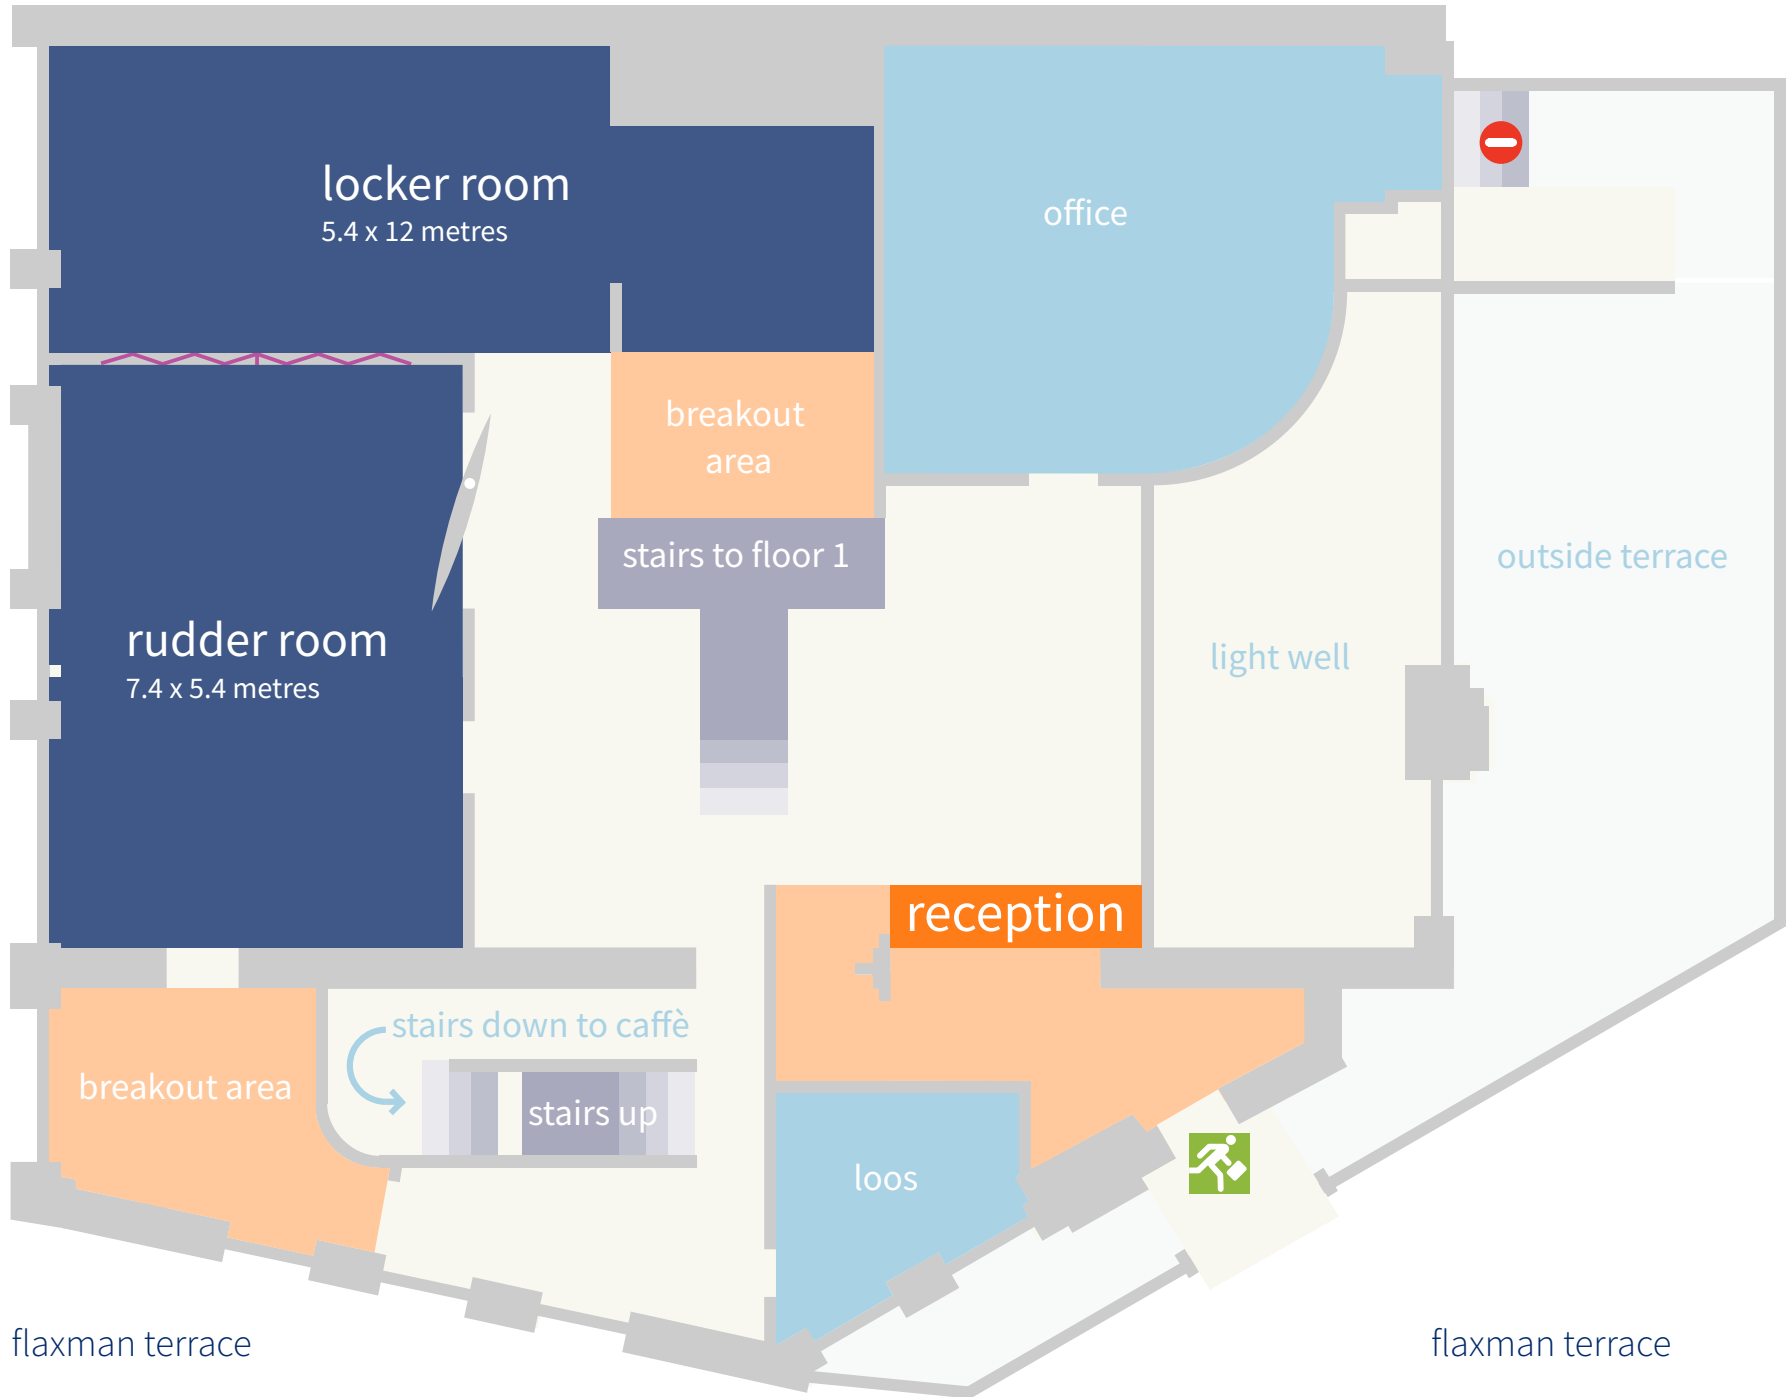 locker room
5.4 x 12 metres
office
breakout
area
stairs to floor 1
outside terrace
rudder room
7.4 x 5.4 metres
light well
reception
stairs down to caffè
breakout area
stairs up
loos
flaxman terrace
flaxman terrace